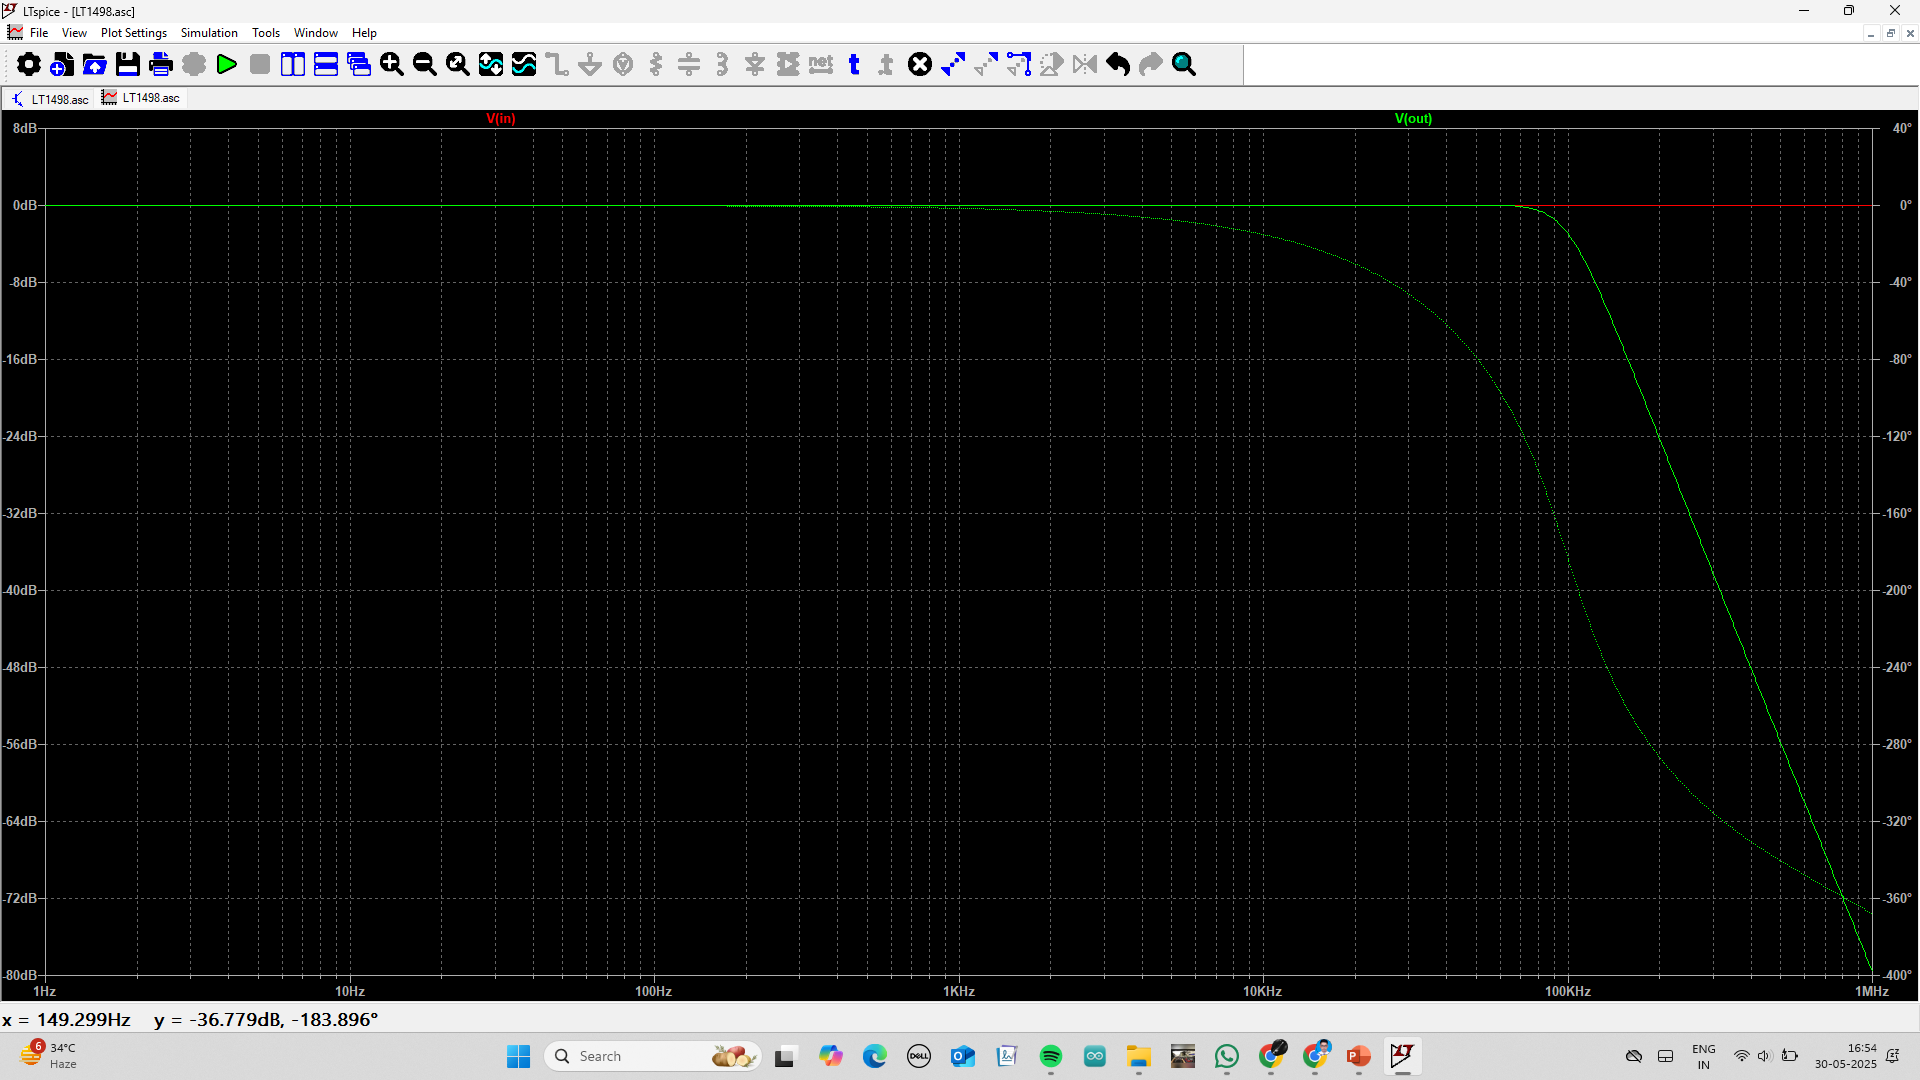 LTspice - [LT1498.asc]
File View Plot Settings Simulation Tools Window Help
LT1498.asc LT1498.asc
V(in) V(out)
8dB 40°
0dB 0°
-8dB -40°
-16dB -80°
-24dB -120°
-32dB -160°
-40dB -200°
-48dB -240°
-56dB -280°
-64dB -320°
-72dB -360°
-80dB -400°
1Hz 10Hz 100Hz 1KHz 10KHz 100KHz 1MHz
x = 149.299Hz y = -36.779dB, -183.896°
6 34°C
Haze
Search
DELL
ENG
IN
16:54
30-05-2025